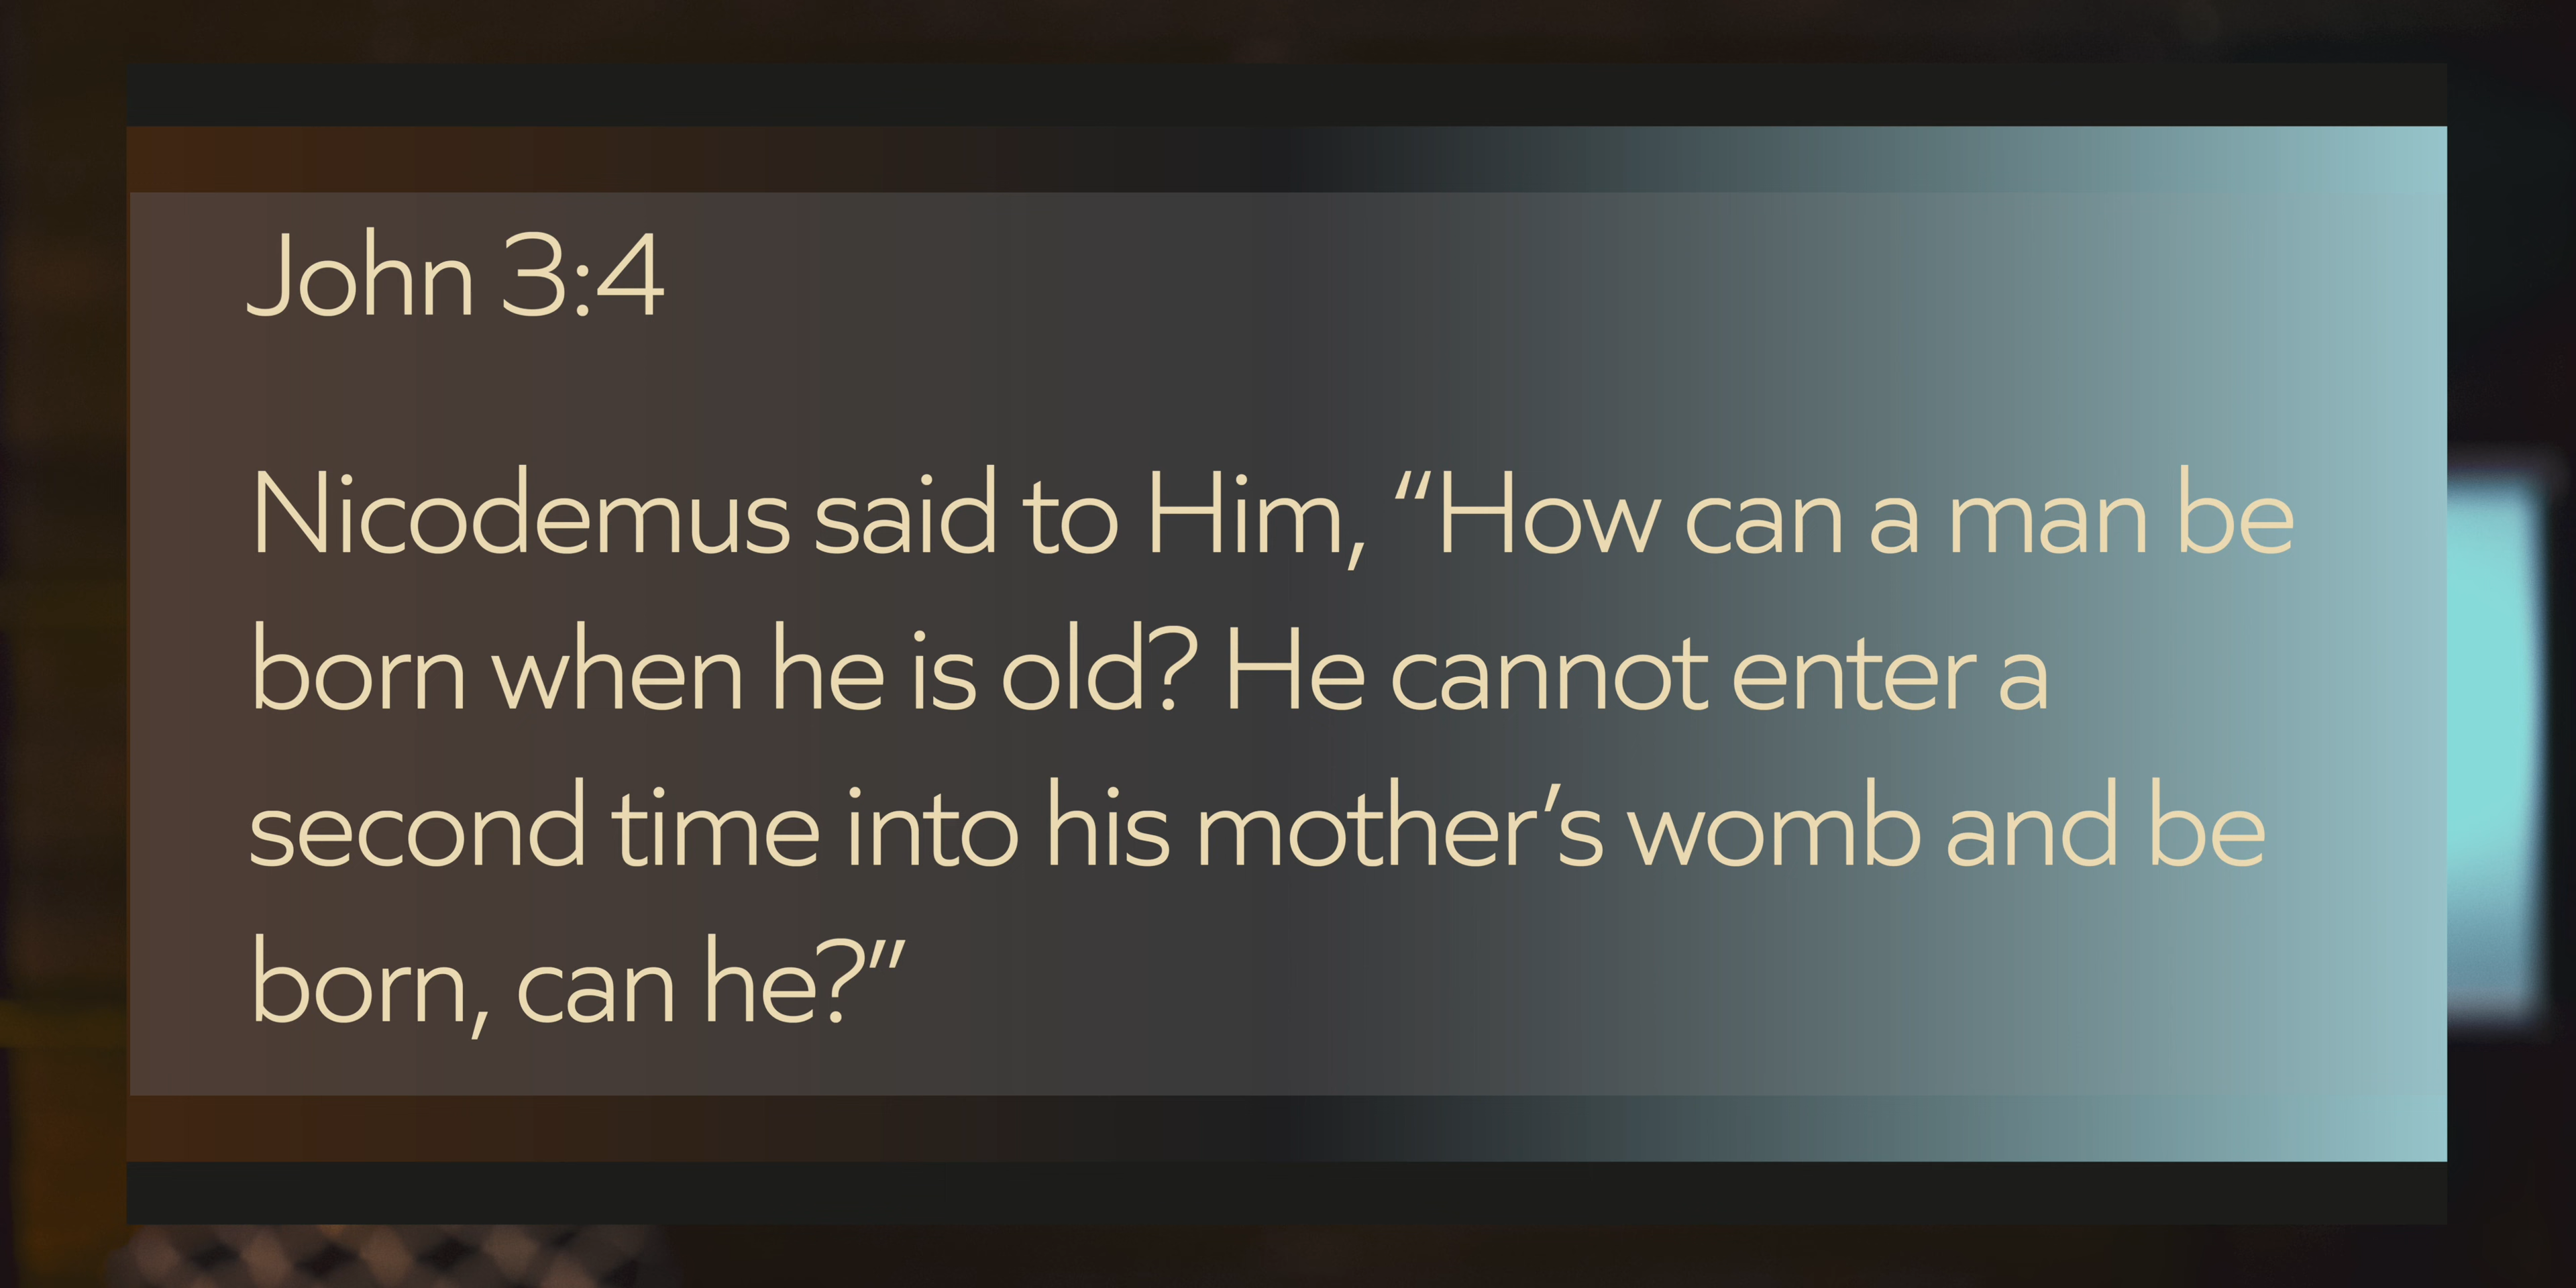 John 3:4
Nicodemus said to Him, “How can a man be
born when he is old? He cannot enter a
second time into his mother’s womb and be
born, can he?”